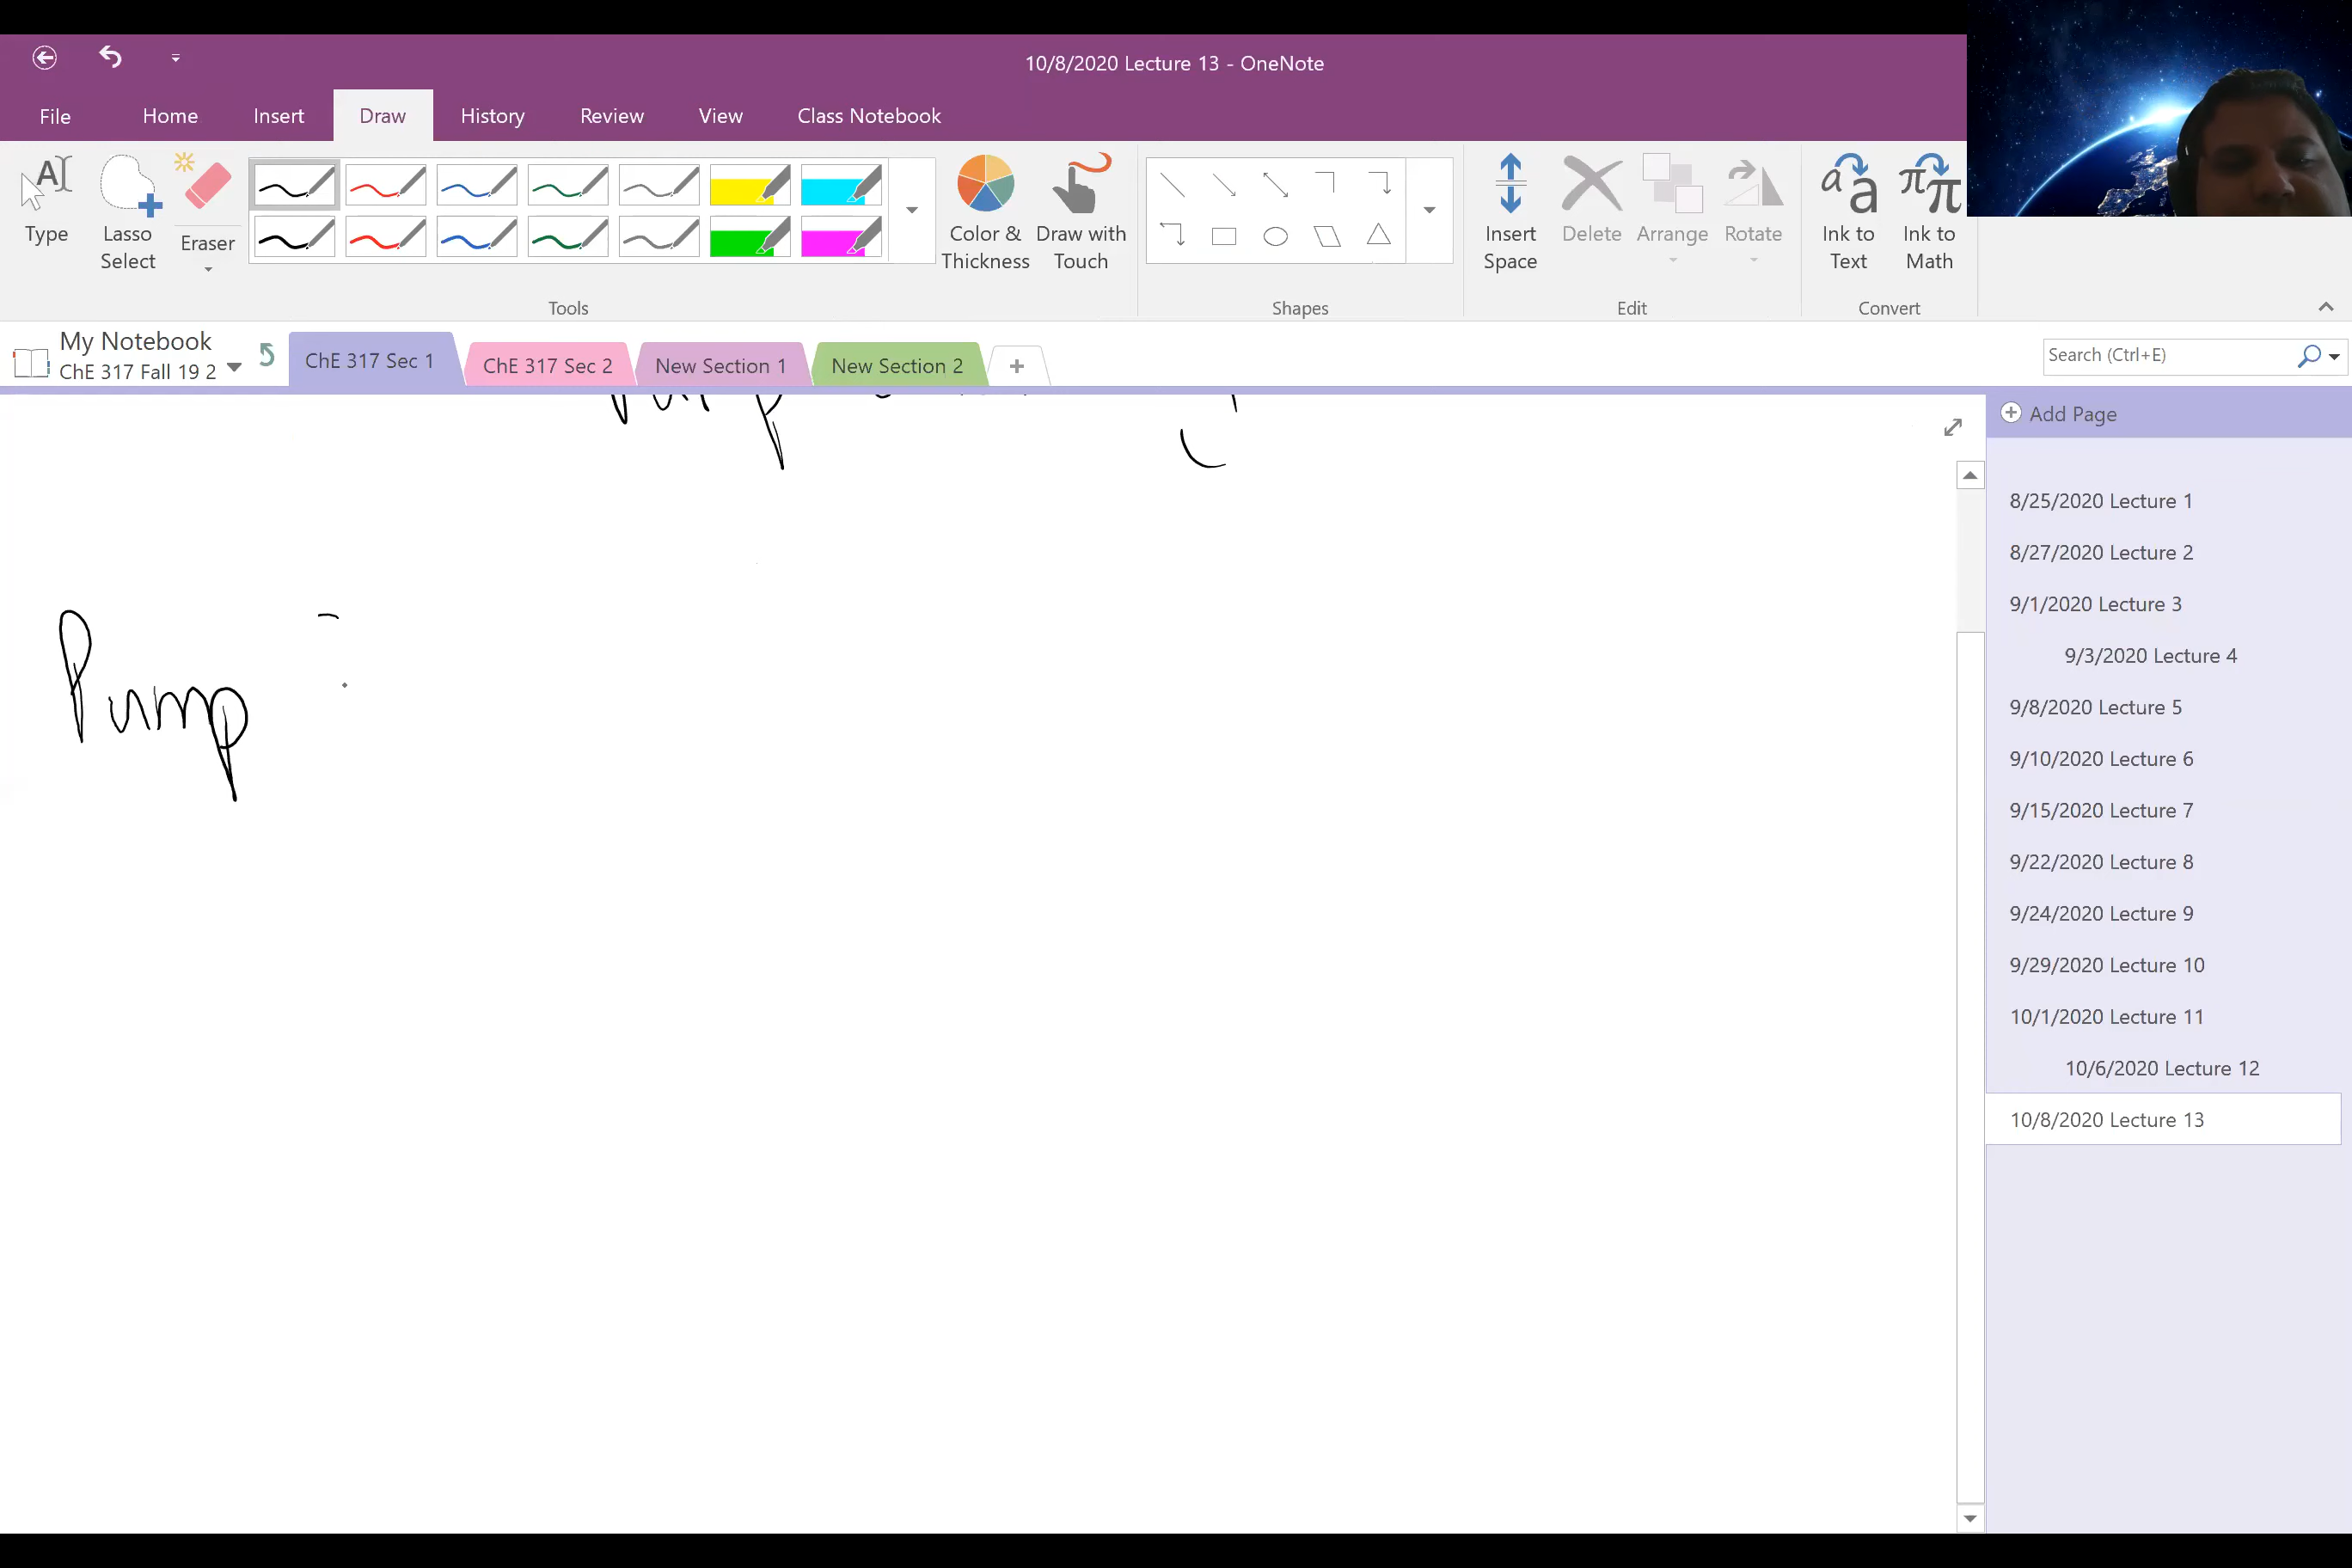 10/8/2020 Lecture 13 - OneNote
File Home Insert Draw History Review View Class Notebook
Type
Lasso Select
Eraser
Color & Thickness
Draw with Touch
Insert Space
Delete
Arrange
Rotate
Ink to Text
Ink to Math
Tools Shapes Edit Convert
My Notebook
ChE 317 Fall 19 2
ChE 317 Sec 1
ChE 317 Sec 2
New Section 1
New Section 2
Search (Ctrl+E)
Add Page
8/25/2020 Lecture 1
8/27/2020 Lecture 2
9/1/2020 Lecture 3
9/3/2020 Lecture 4
9/8/2020 Lecture 5
9/10/2020 Lecture 6
9/15/2020 Lecture 7
9/22/2020 Lecture 8
9/24/2020 Lecture 9
9/29/2020 Lecture 10
10/1/2020 Lecture 11
10/6/2020 Lecture 12
10/8/2020 Lecture 13
Pump